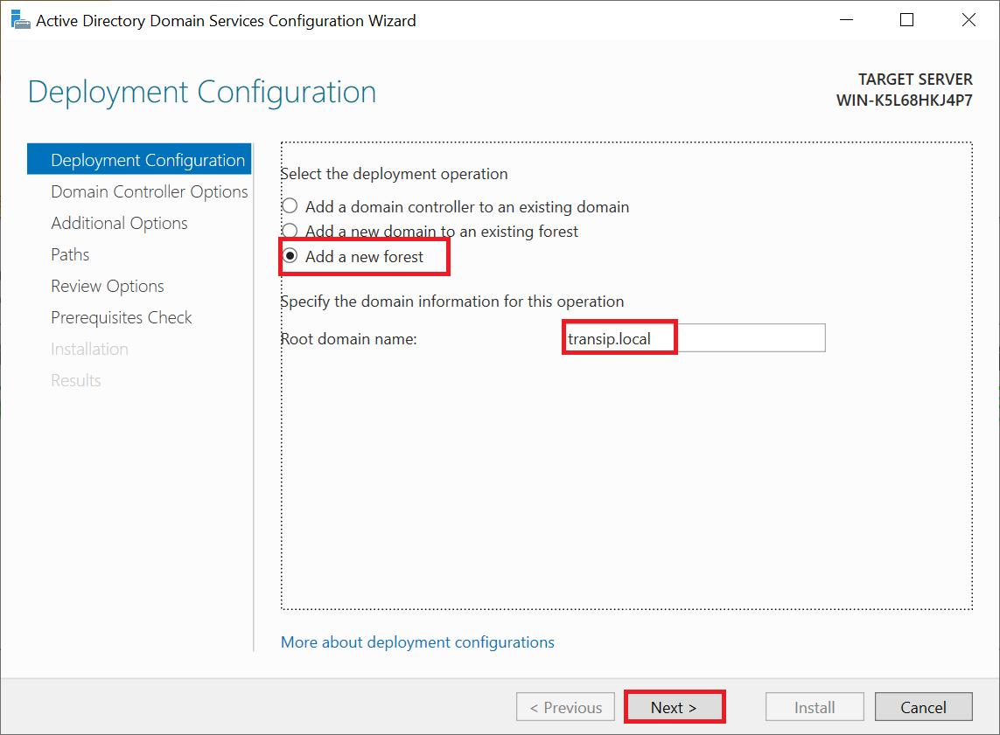 Active Directory Domain Services Configuration Wizard
Deployment Configuration
TARGET SERVER
WIN-K5L68HKJ4P7
Deployment Configuration
Domain Controller Options
Additional Options
Paths
Review Options
Prerequisites Check
Installation
Results
Select the deployment operation
Add a domain controller to an existing domain
Add a new domain to an existing forest
Add a new forest
Specify the domain information for this operation
Root domain name:
transip.local
More about deployment configurations
< Previous
Next >
Install
Cancel